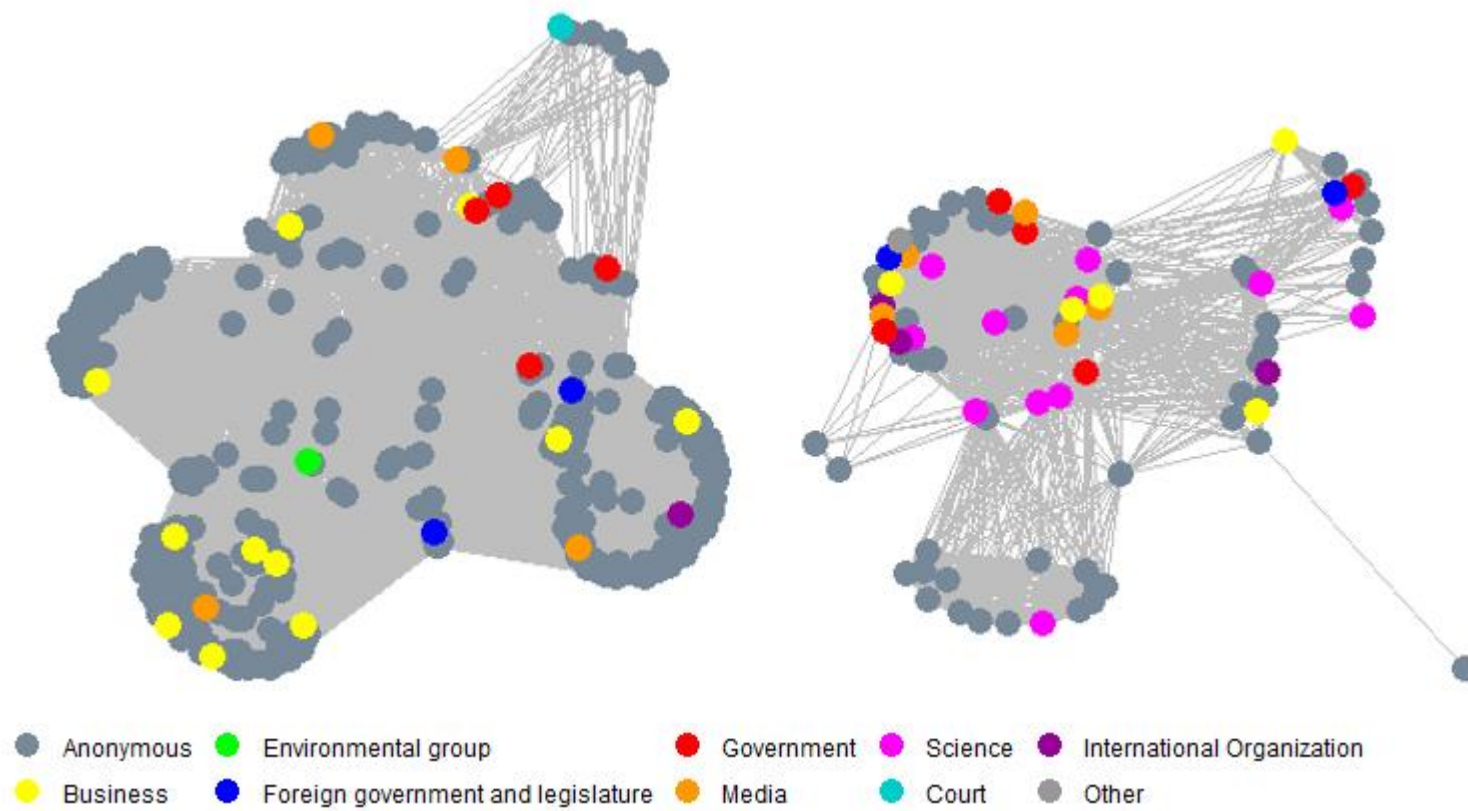 Anonymous Environmental group Government Science International Organization
Business Foreign government and legislature Media Court Other